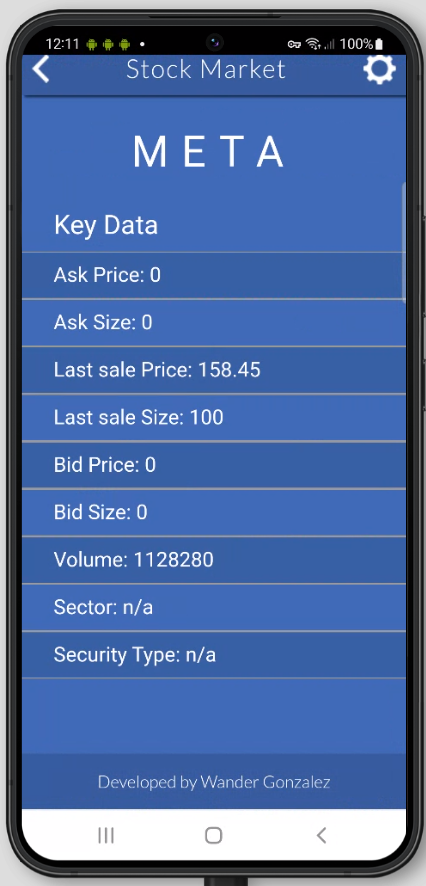 12:11 100%
Stock Market
META
Key Data
Ask Price: 0
Ask Size: 0
Last sale Price: 158.45
Last sale Size: 100
Bid Price: 0
Bid Size: 0
Volume: 1128280
Sector: n/a
Security Type: n/a
Developed by Wander Gonzalez